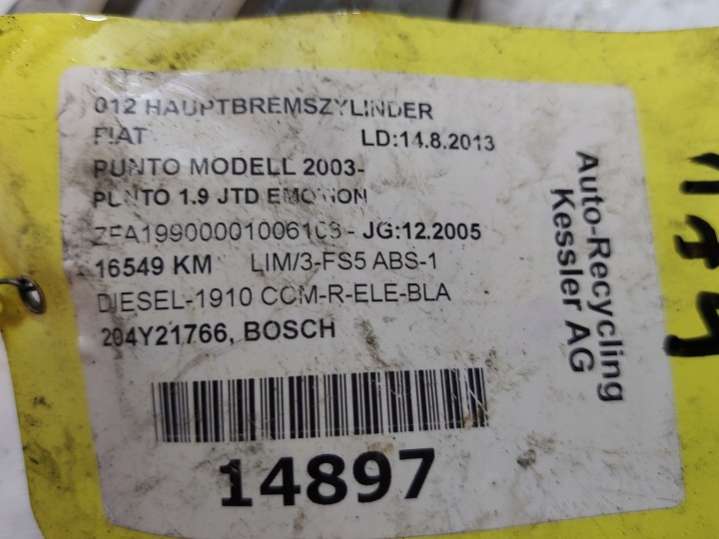 012 HAUPTBREMSZYLINDER
FIAT LD:14.8.2013
PUNTO MODELL 2003-
PUNTO 1.9 JTD EMOTION
JG:12.2005
16549 KM LIM/3-FS5 ABS-1
DIESEL-1910 CCM-R-ELE-BLA
204Y21766, BOSCH
14897
Auto-Recycling
Kessler AG